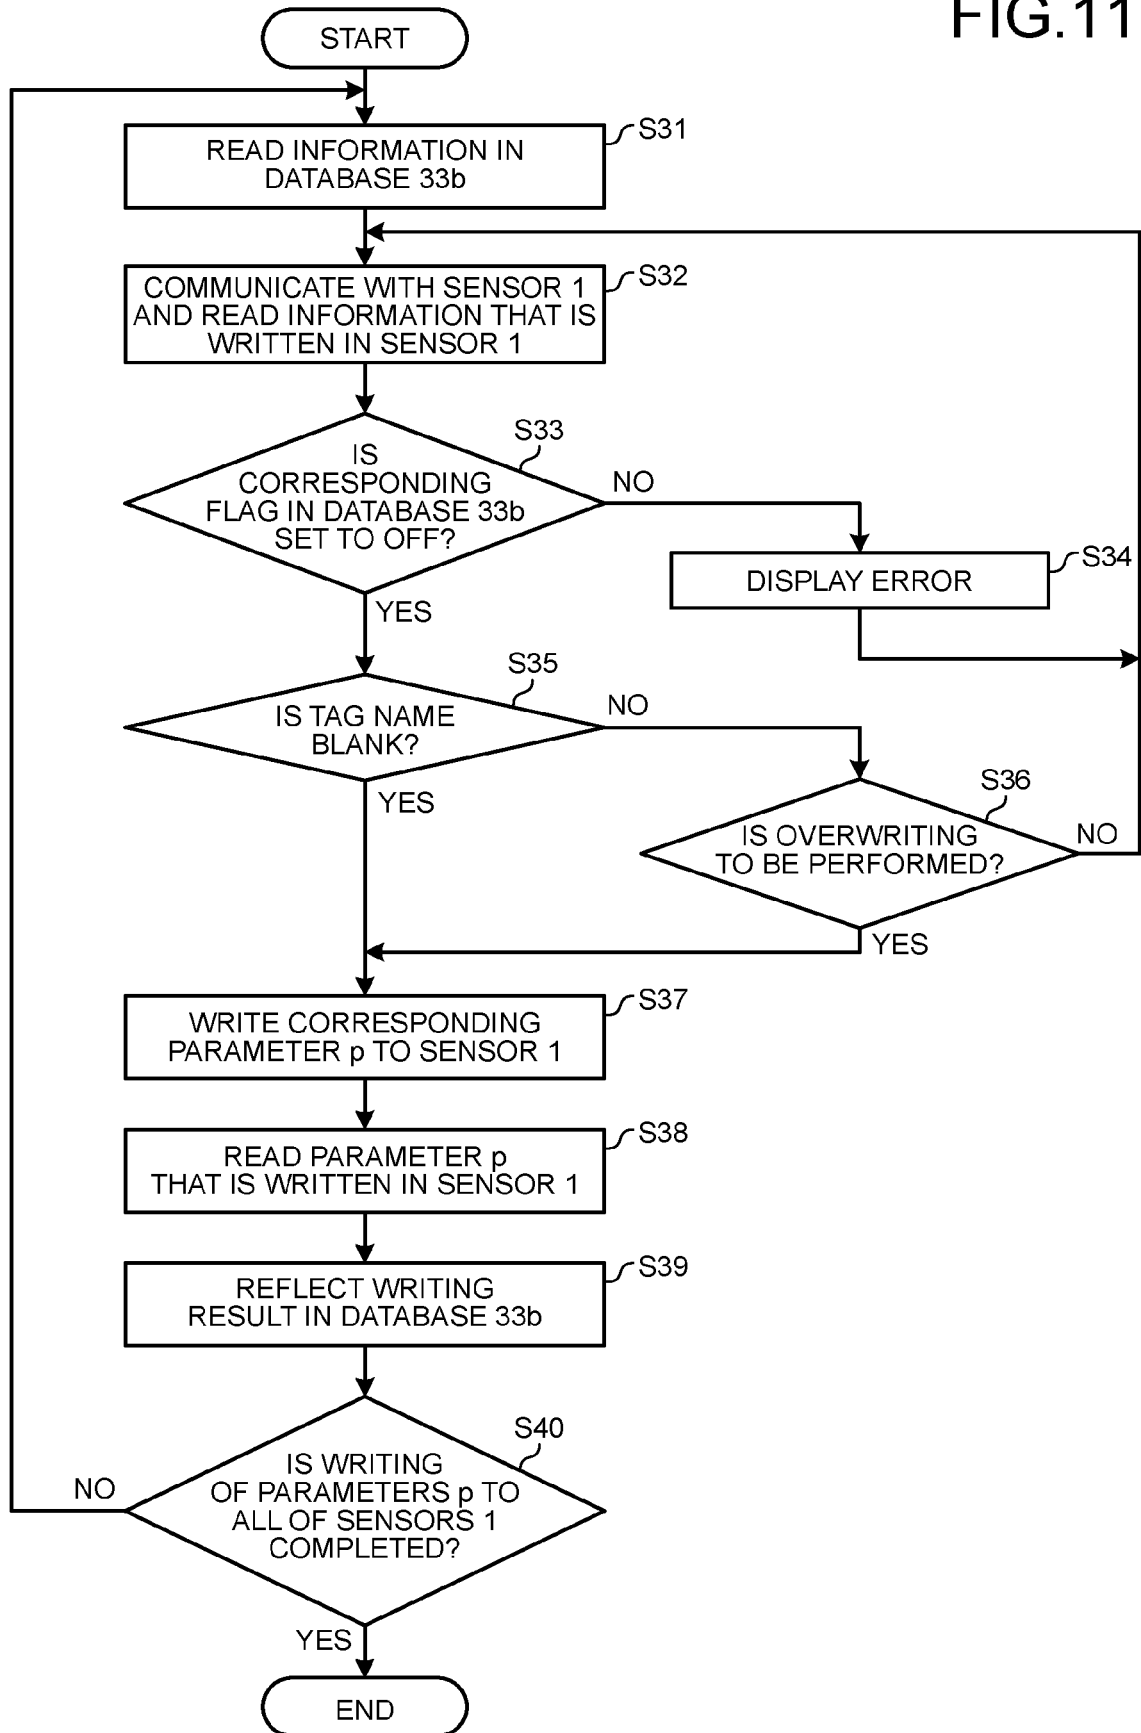 FIG.11
START
READ INFORMATION IN
DATABASE 33b
S31
COMMUNICATE WITH SENSOR 1
AND READ INFORMATION THAT IS
WRITTEN IN SENSOR 1
S32
IS
CORRESPONDING
FLAG IN DATABASE 33b
SET TO OFF?
S33
NO
YES
DISPLAY ERROR
S34
IS TAG NAME
BLANK?
S35
NO
YES
IS OVERWRITING
TO BE PERFORMED?
S36
NO
YES
WRITE CORRESPONDING
PARAMETER p TO SENSOR 1
S37
READ PARAMETER p
THAT IS WRITTEN IN SENSOR 1
S38
REFLECT WRITING
RESULT IN DATABASE 33b
S39
IS WRITING
OF PARAMETERS p TO
ALL OF SENSORS 1
COMPLETED?
S40
NO
YES
END